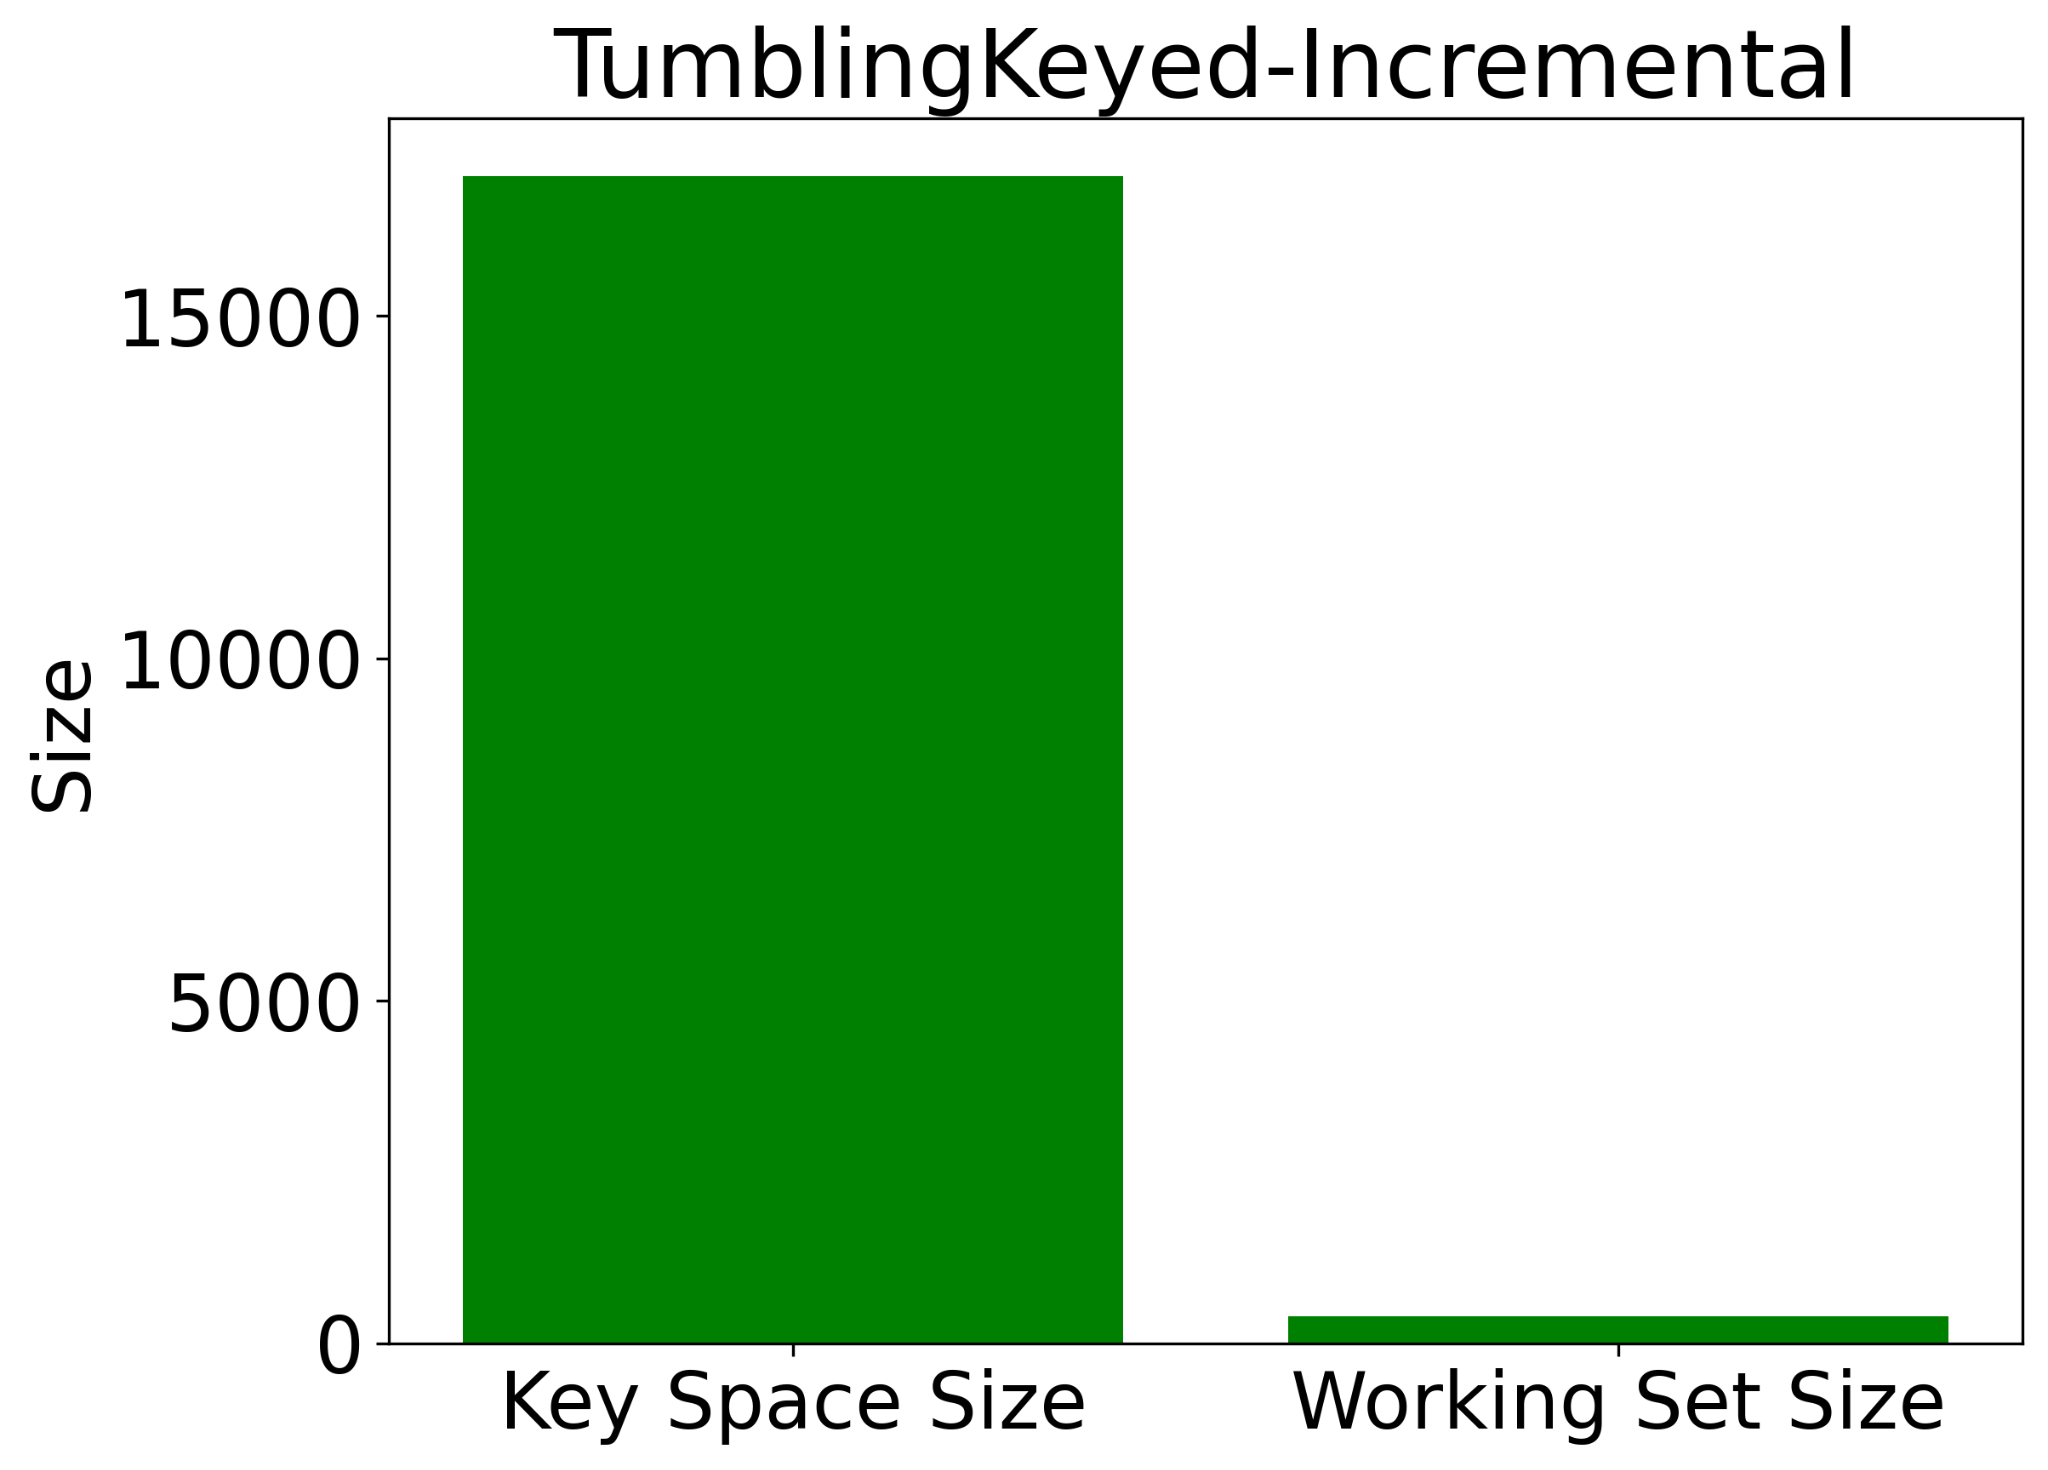 TumblingKeyed-Incremental
Size
15000
10000
5000
0
Key Space Size
Working Set Size